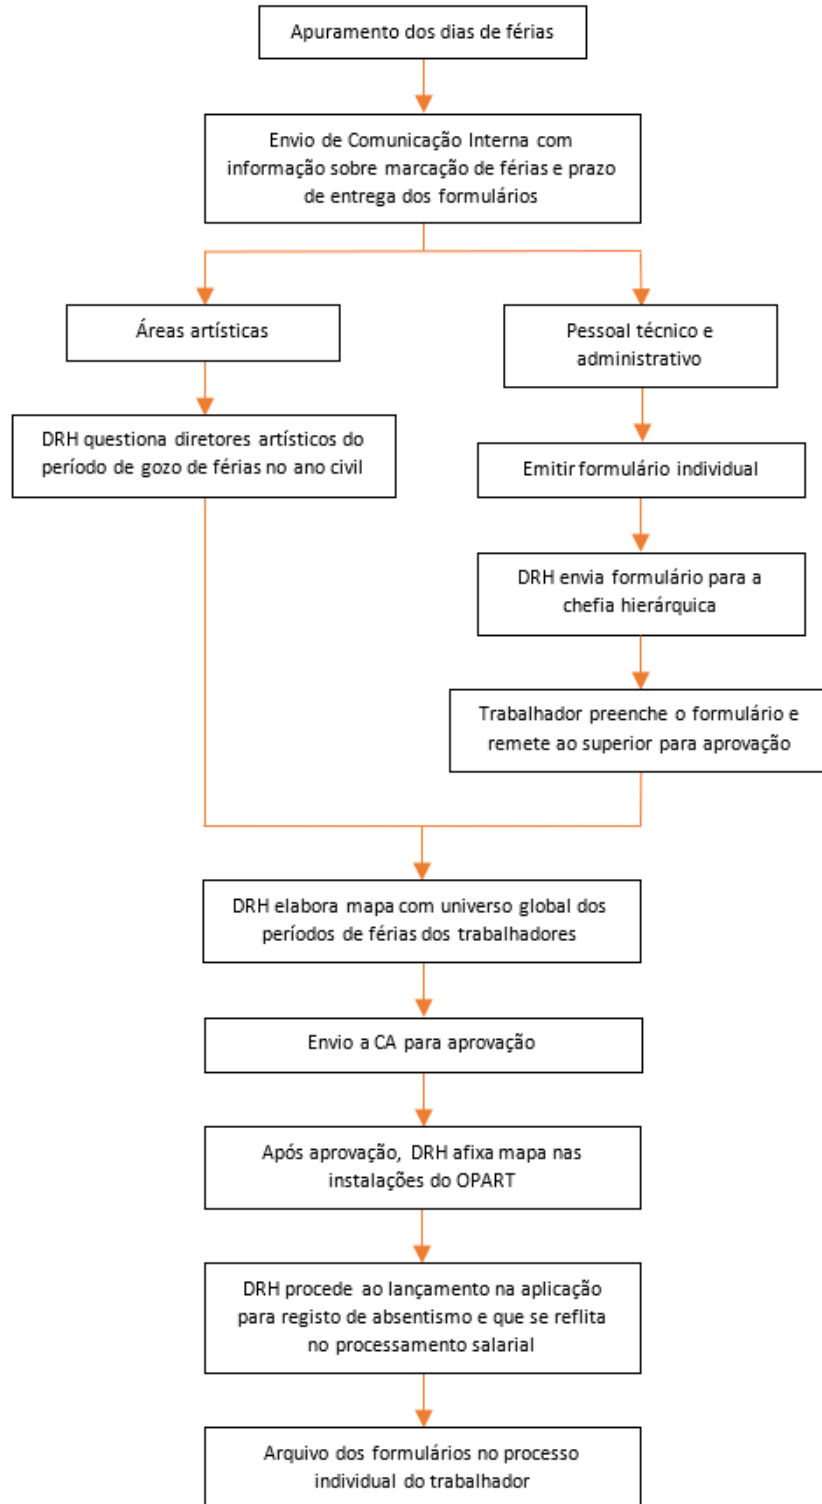 Apuramento dos dias de férias
Envio de Comunicação Interna com
informação sobre marcação de férias e prazo
de entrega dos formulários
Áreas artísticas
DRH questiona diretores artísticos do
período de gozo de férias no ano civil
Pessoal técnico e
administrativo
Emitir formulário individual
DRH envia formulário para a
chefia hierárquica
Trabalhador preenche o formulário e
remete ao superior para aprovação
DRH elabora mapa com universo global dos
períodos de férias dos trabalhadores
Envio a CA para aprovação
Após aprovação, DRH afixa mapa nas
instalações do OPART
DRH procede ao lançamento na aplicação
para registo de absentismo e que se reflita
no processamento salarial
Arquivo dos formulários no processo
individual do trabalhador